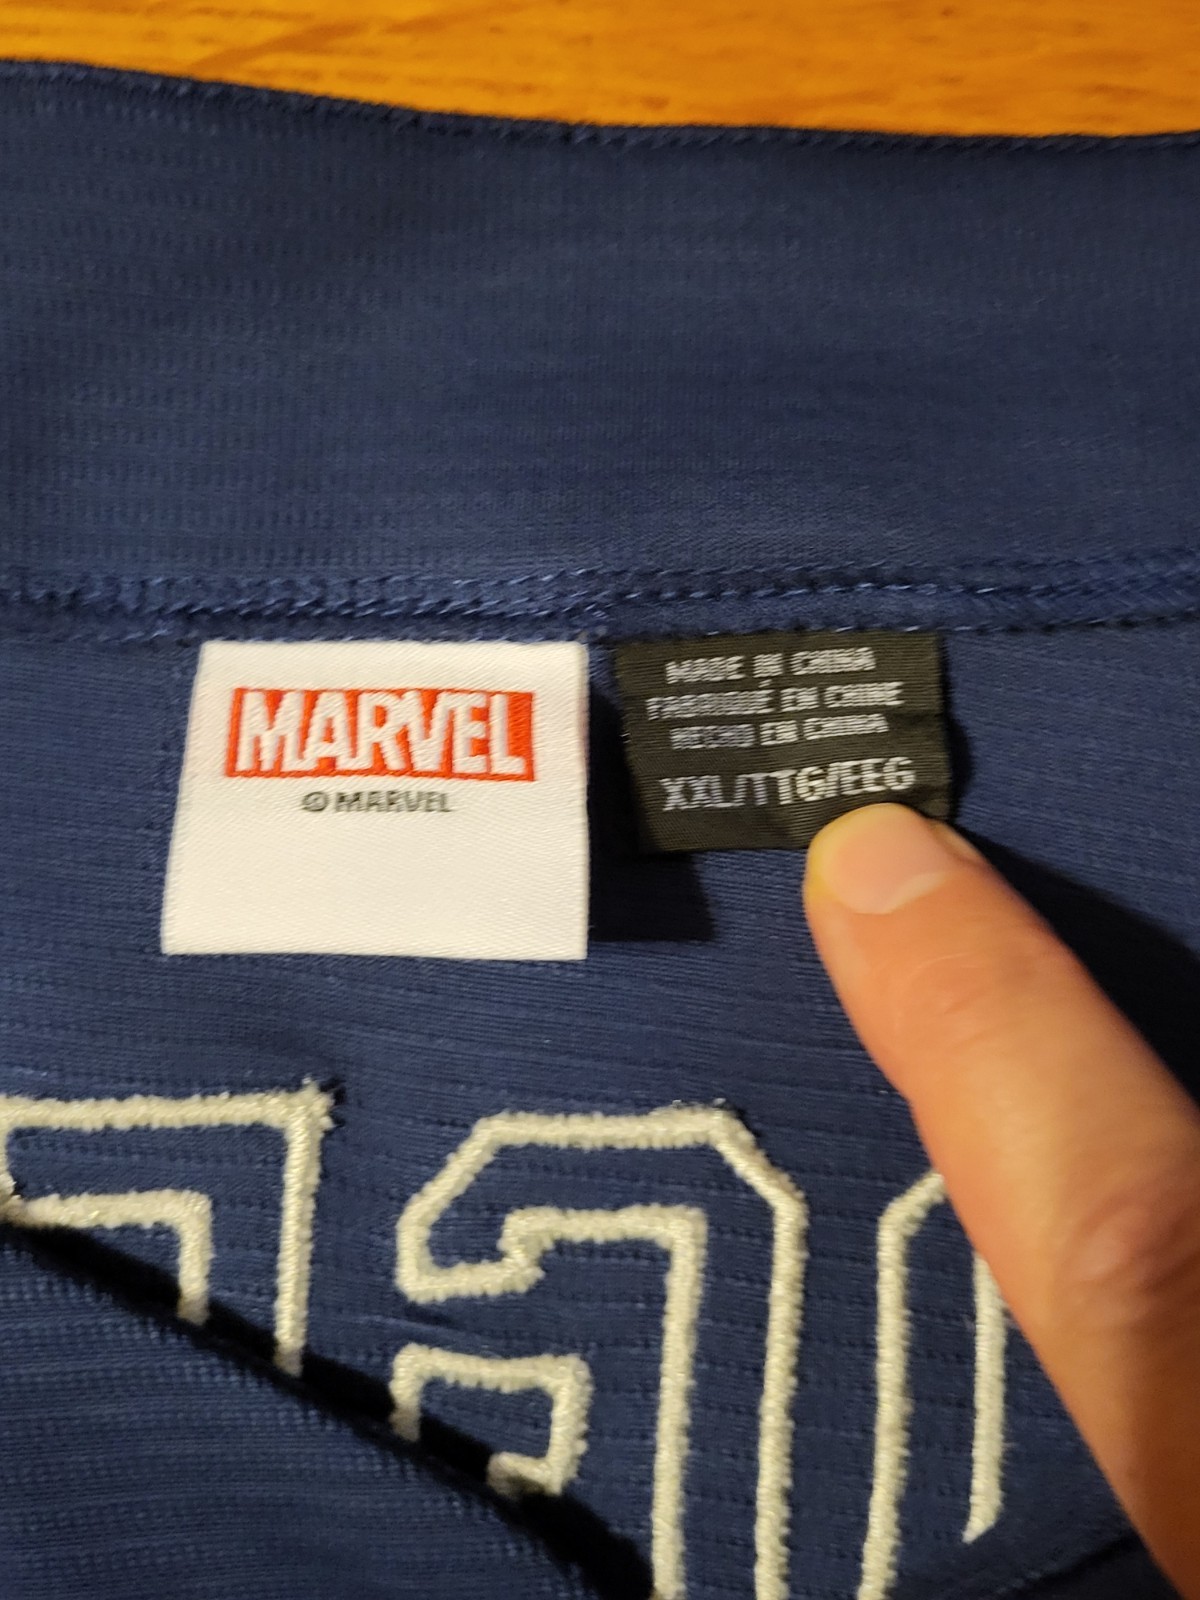 MARVEL
© MARVEL
MADE IN CHINA
FABRIQUÉ EN CHINE
HECHO EN CHINA
XXL/TTG/EEG